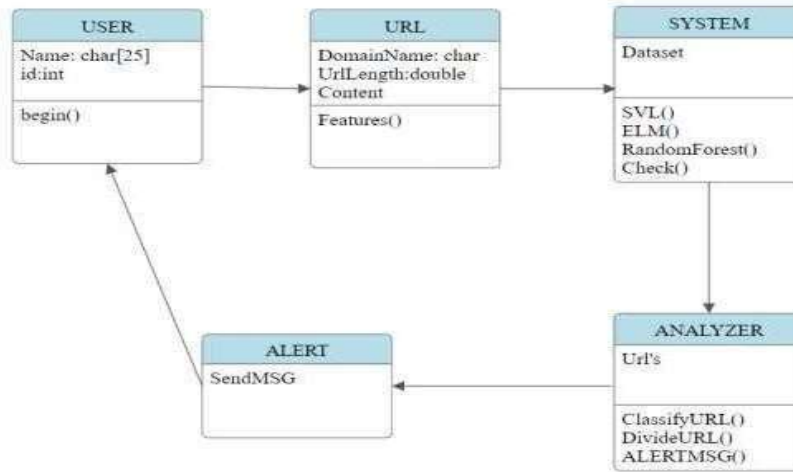 USER
Name: char[25]
id:int
begin()
URL
DomainName: char
UrlLength:double
Content
Features()
SYSTEM
Dataset
SVL()
ELM()
RandomForest()
Check()
ANALYZER
Url's
ClassifyURL()
DivideURL()
ALERTMSG()
ALERT
SendMSG